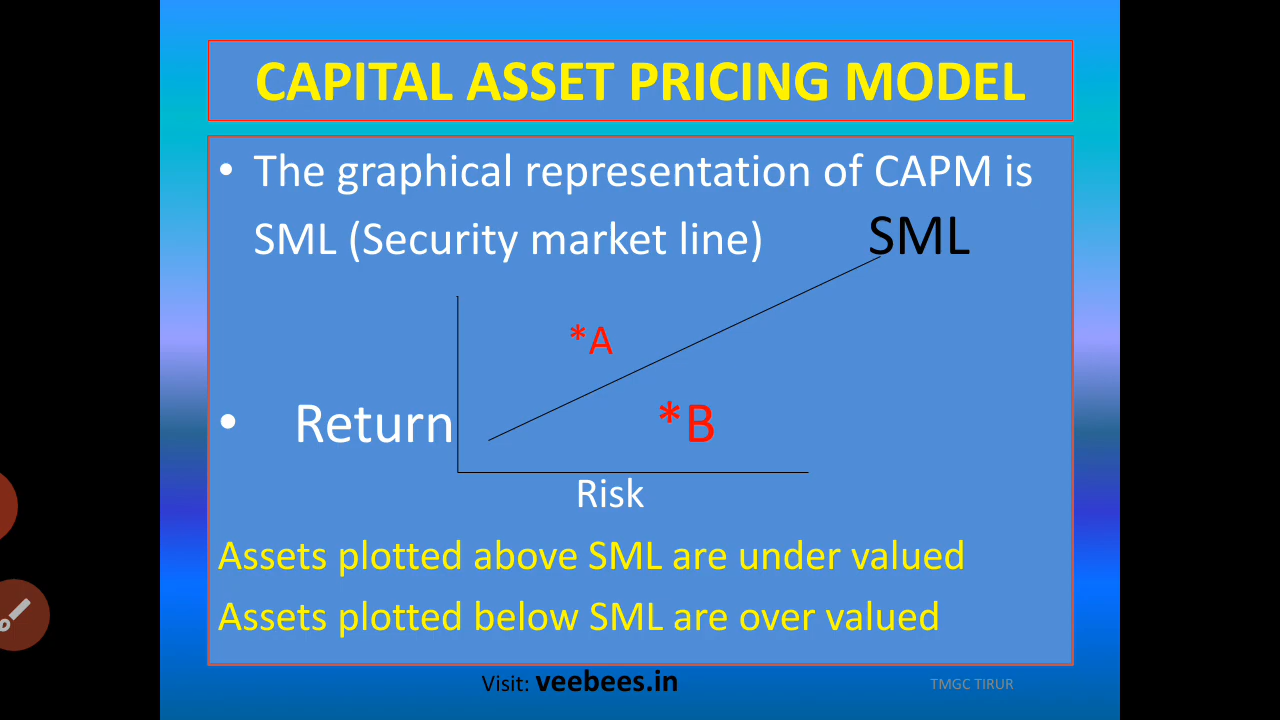 CAPITAL ASSET PRICING MODEL
• The graphical representation of CAPM is
SML (Security market line)
SML
*A
• Return
*B
Risk
Assets plotted above SML are under valued
Assets plotted below SML are over valued
Visit: veebees.in
TMGC TIRUR